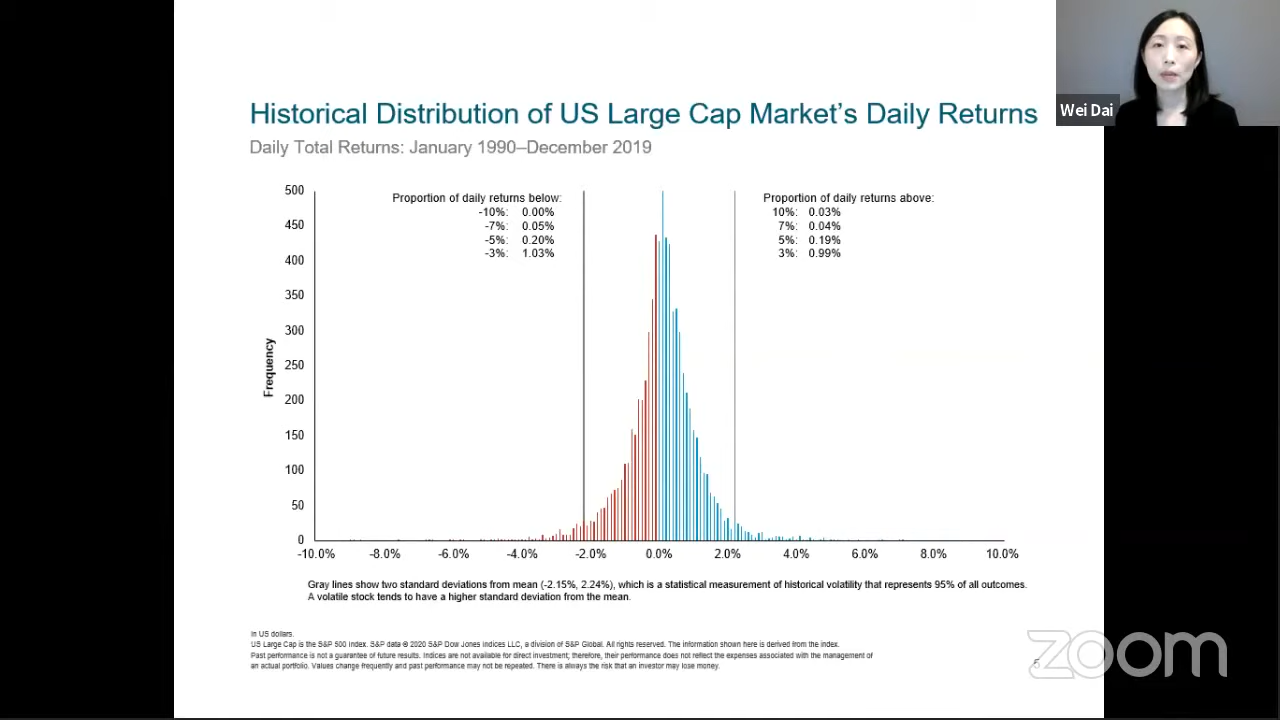 Wei Dai
Historical Distribution of US Large Cap Market's Daily Returns
Daily Total Returns: January 1990–December 2019
Proportion of daily returns below:
-10%: 0.00%
-7%: 0.05%
-5%: 0.20%
-3%: 1.03%
Proportion of daily returns above:
10%: 0.03%
7%: 0.04%
5%: 0.19%
3%: 0.99%
Frequency
500
450
400
350
300
250
200
150
100
50
0
-10.0% -8.0% -6.0% -4.0% -2.0% 0.0% 2.0% 4.0% 6.0% 8.0% 10.0%
Gray lines show two standard deviations from mean (-2.15%, 2.24%), which is a statistical measurement of historical volatility that represents 95% of all outcomes.
A volatile stock tends to have a higher standard deviation from the mean.
In US dollars.
US Large Cap is the S&P 500 Index. S&P data © 2020 S&P Dow Jones Indices LLC, a division of S&P Global. All rights reserved. The information shown here is derived from the index.
Past performance is not a guarantee of future results. Indices are not available for direct investment; therefore, their performance does not reflect the expenses associated with the management of
an actual portfolio. Values change frequently and past performance may not be repeated. There is always the risk that an investor may lose money.
zoom